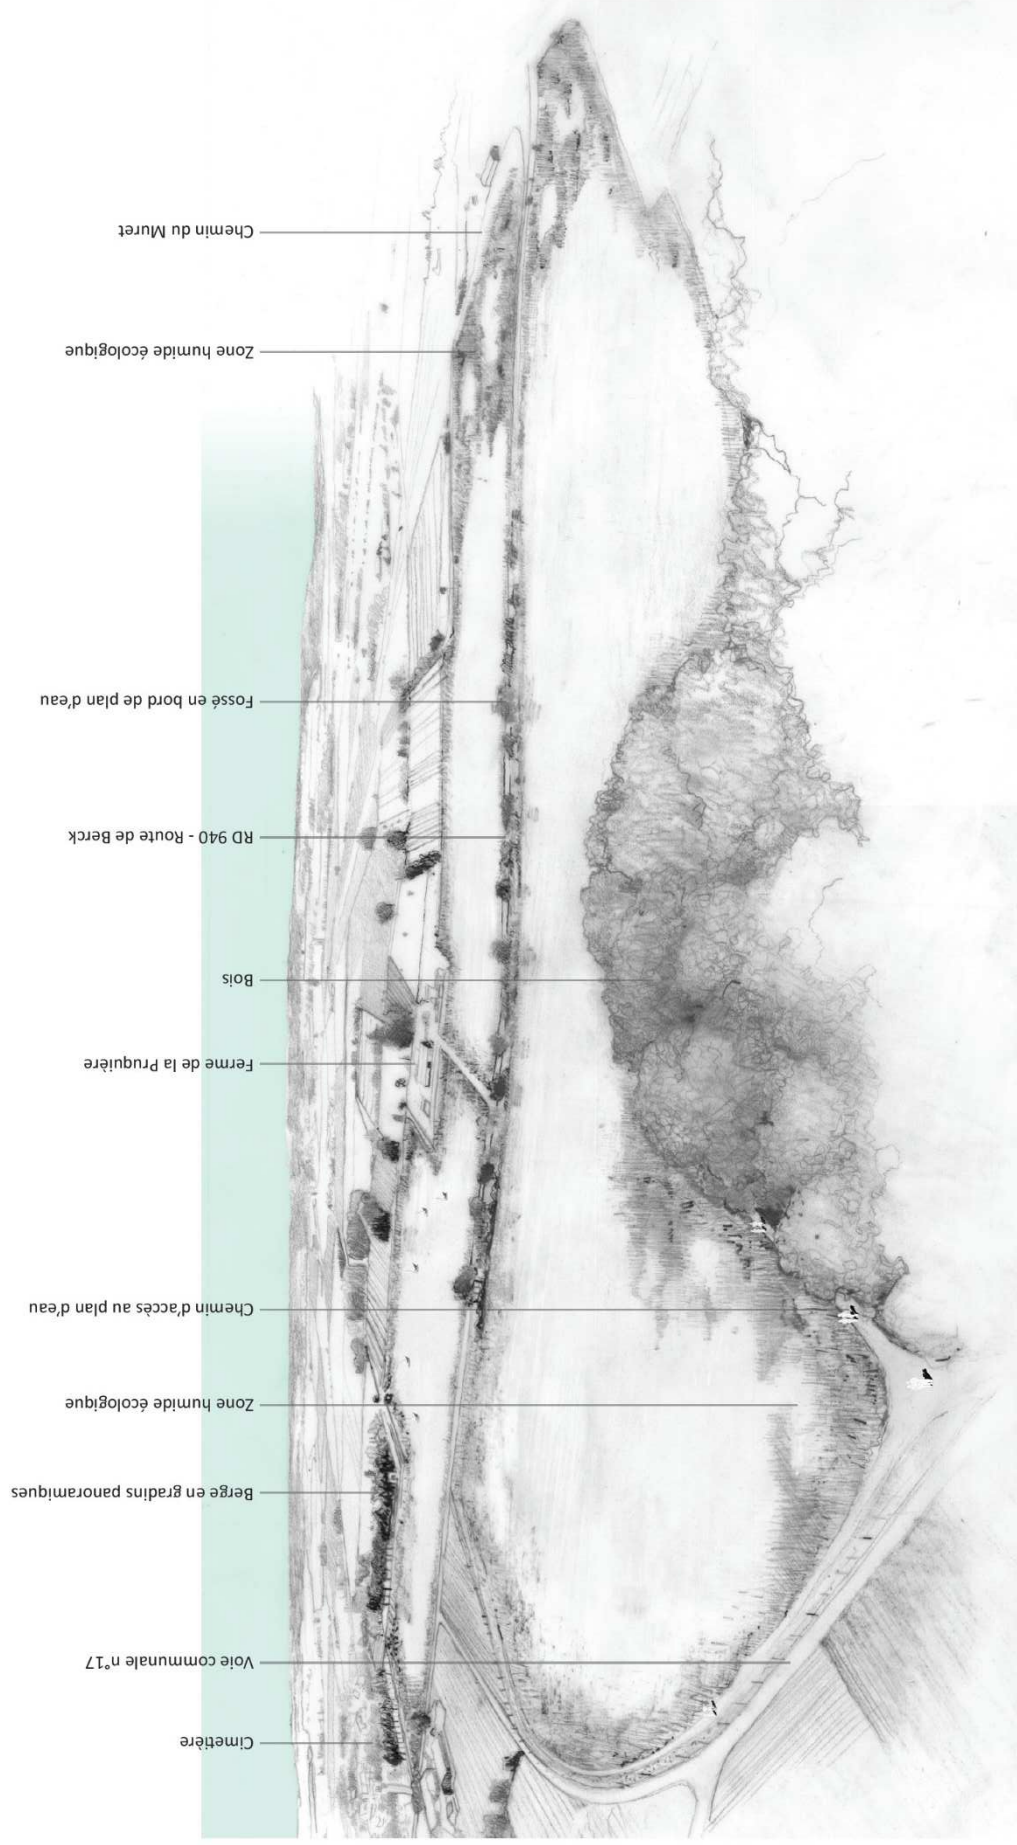 Cimetière
Voie communale n°17
Berge en gradins panoramiques
Zone humide écologique
Chemin d'accès au plan d'eau
Ferme de la Pruquière
Bois
RD 940 - Route de Berck
Fossé en bord de plan d'eau
Zone humide écologique
Chemin du Muret